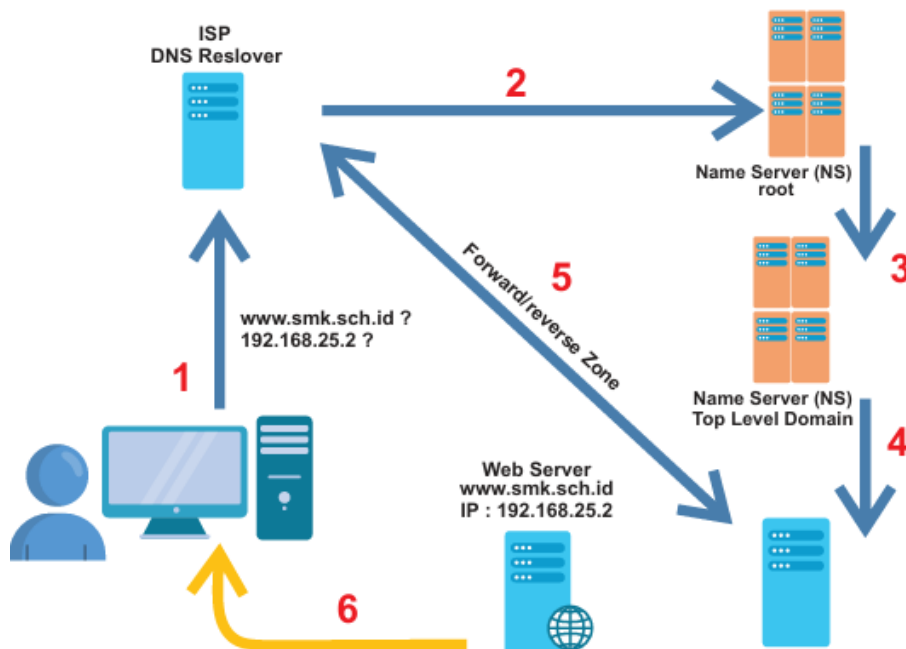 ISP
DNS Reslover
2
Name Server (NS)
root
3
Forward/reverse Zone
5
www.smk.sch.id ?
192.168.25.2 ?
1
Name Server (NS)
Top Level Domain
4
Web Server
www.smk.sch.id
IP : 192.168.25.2
6